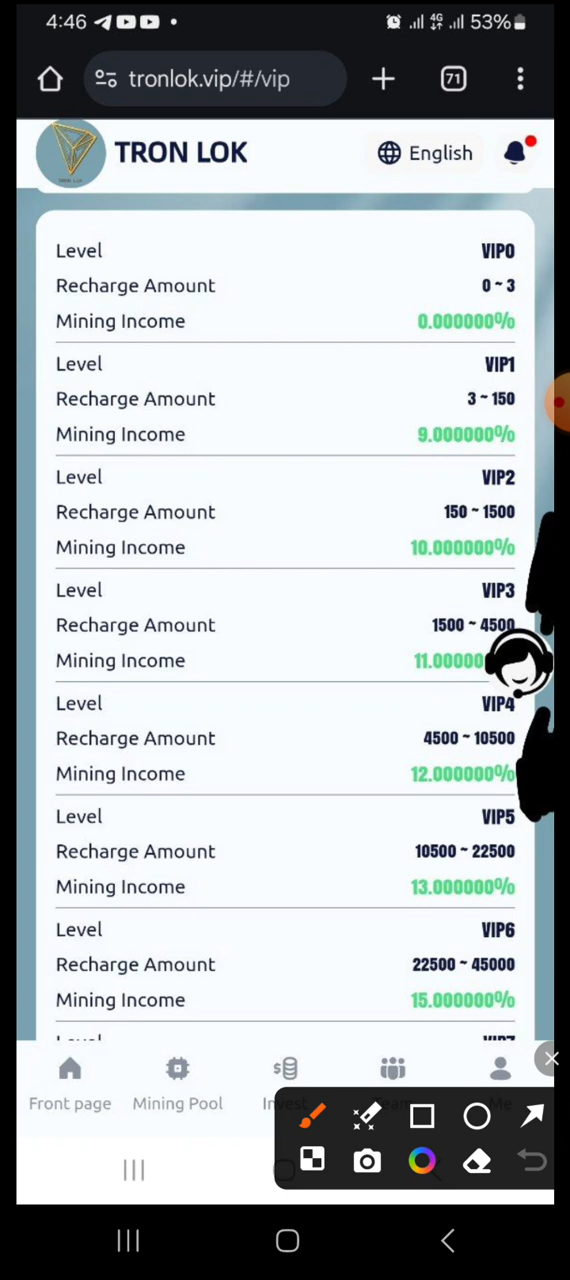 4:46 4G 53%
tronlok.vip/#/vip 71
TRON LOK English
Level VIP0
Recharge Amount 0 ~ 3
Mining Income 0.000000%
Level VIP1
Recharge Amount 3 ~ 150
Mining Income 9.000000%
Level VIP2
Recharge Amount 150 ~ 1500
Mining Income 10.000000%
Level VIP3
Recharge Amount 1500 ~ 4500
Mining Income 11.00000
Level VIP4
Recharge Amount 4500 ~ 10500
Mining Income 12.000000%
Level VIP5
Recharge Amount 10500 ~ 22500
Mining Income 13.000000%
Level VIP6
Recharge Amount 22500 ~ 45000
Mining Income 15.000000%
Front page Mining Pool